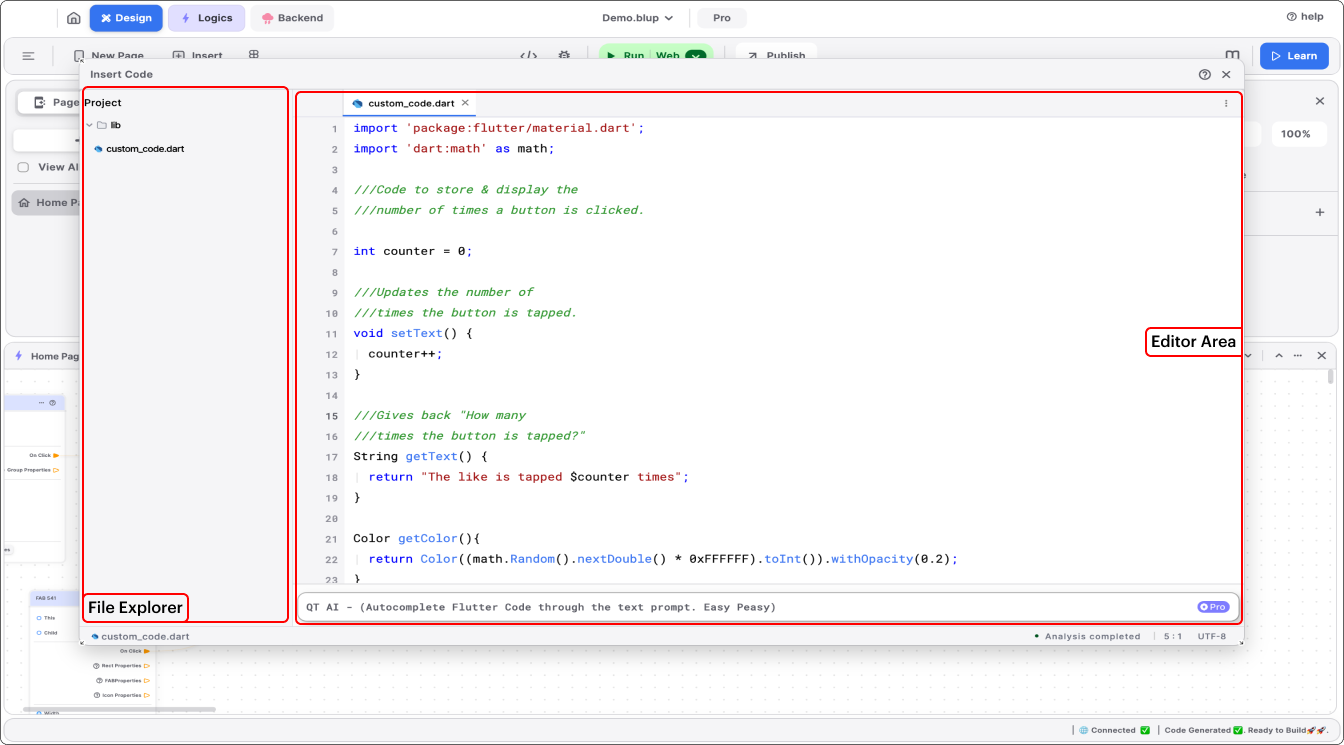 Design
Logics
Backend
Demo.blup
Pro
help
New Page
Insert
Run
Web
Publish
Learn
Insert Code
Page
View Al
Home Pa
100%
Project
lib
custom_code.dart
custom_code.dart
1 import 'package:flutter/material.dart';
2 import 'dart:math' as math;
3
4 ///Code to store & display the
5 ///number of times a button is clicked.
6
7 int counter = 0;
8
9 ///Updates the number of
10 ///times the button is tapped.
11 void setText() {
12 counter++;
13 }
14
15 ///Gives back "How many
16 ///times the button is tapped?"
17 String getText() {
18 return "The like is tapped $counter times";
19 }
20
21 Color getColor(){
22 return Color((math.Random().nextDouble() * 0xFFFFFF).toInt()).withOpacity(0.2);
23 }
Editor Area
File Explorer
QT AI - (Autocomplete Flutter Code through the text prompt. Easy Peasy)
Pro
custom_code.dart
Analysis completed
5 : 1
UTF-8
Home Pag
On Click
Group Properties
FAB 541
This
Child
On Click
Rect Properties
FABProperties
Icon Properties
Width
Connected ✅ | Code Generated ✅. Ready to Build🚀🚀.